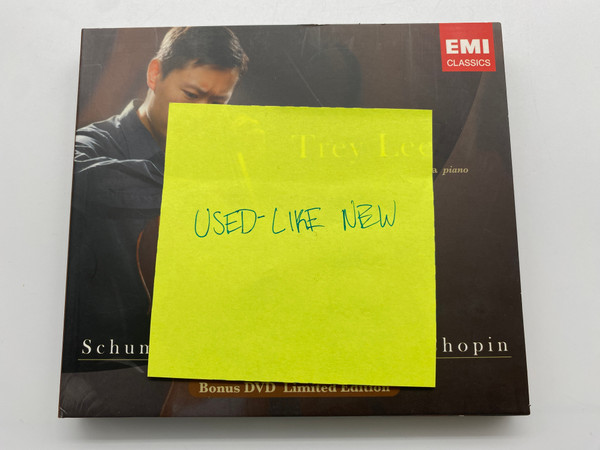 EMI
CLASSICS
Trey Lee
piano
USED-LIKE NEW
Schum
hopin
Bonus DVD Limited Edition